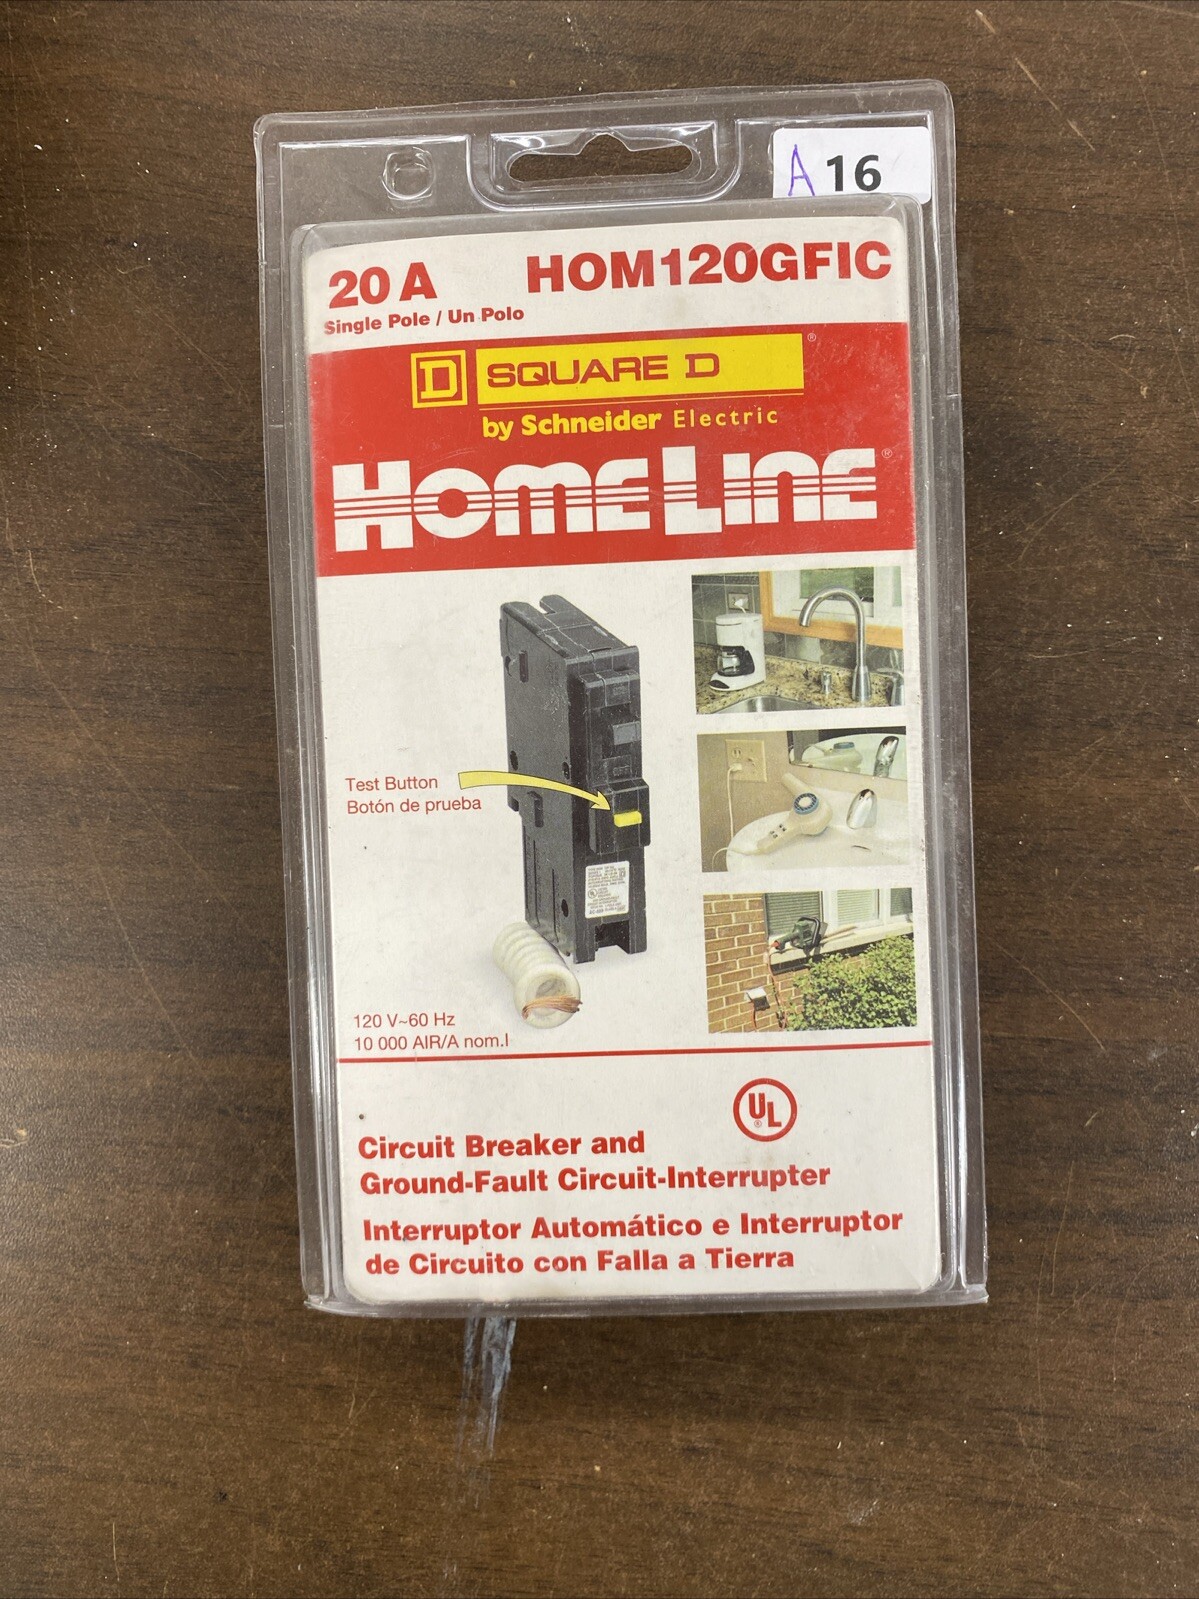 A 16
20 A HOM120GFIC
Single Pole / Un Polo
D SQUARE D ®
by Schneider Electric
HOMELINE ®
Test Button
Botón de prueba
OFF
120 V~60 Hz
10 000 AIR/A nom.I
UL ®
Circuit Breaker and
Ground-Fault Circuit-Interrupter
Interruptor Automático e Interruptor
de Circuito con Falla a Tierra